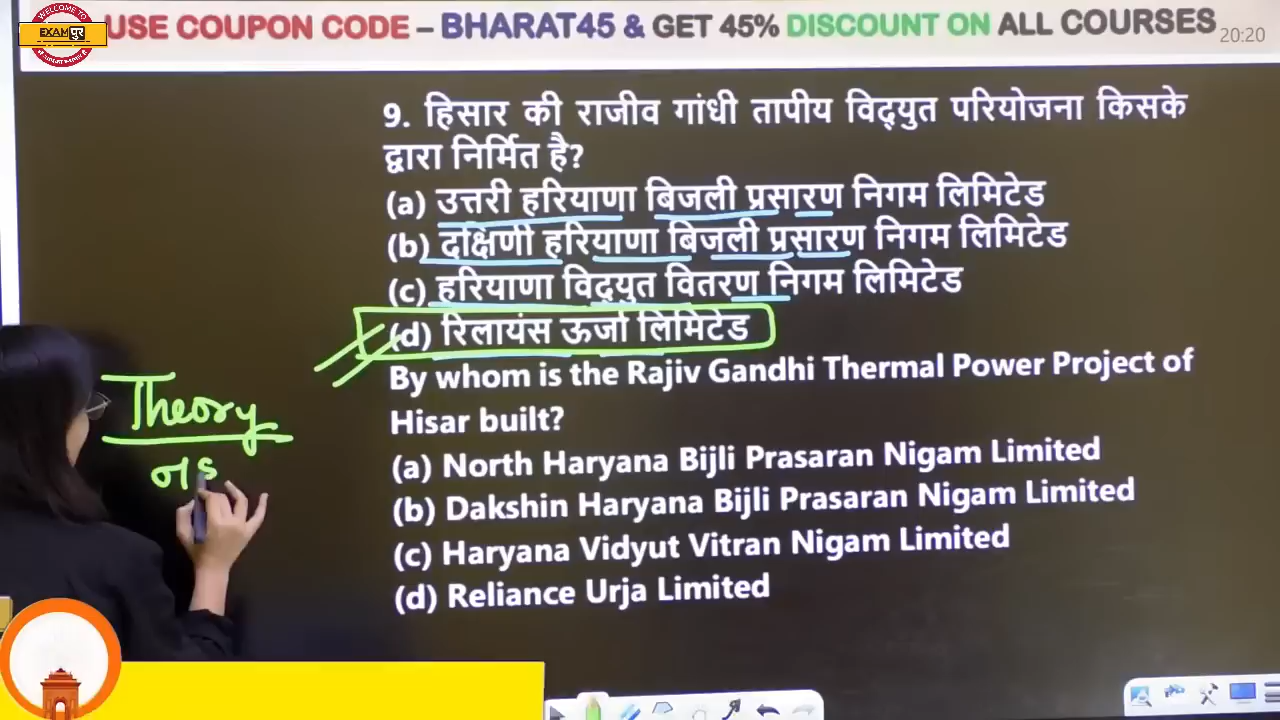 WELCOME TO
EXAMपुर
USE COUPON CODE – BHARAT45 & GET 45% DISCOUNT ON ALL COURSES
20:20
9. हिसार की राजीव गांधी तापीय विद्युत परियोजना किसके
द्वारा निर्मित है?
(a) उत्तरी हरियाणा बिजली प्रसारण निगम लिमिटेड
(b) दक्षिणी हरियाणा बिजली प्रसारण निगम लिमिटेड
(c) हरियाणा विद्युत वितरण निगम लिमिटेड
(d) रिलायंस ऊर्जा लिमिटेड
By whom is the Rajiv Gandhi Thermal Power Project of
Hisar built?
(a) North Haryana Bijli Prasaran Nigam Limited
(b) Dakshin Haryana Bijli Prasaran Nigam Limited
(c) Haryana Vidyut Vitran Nigam Limited
(d) Reliance Urja Limited
Theory